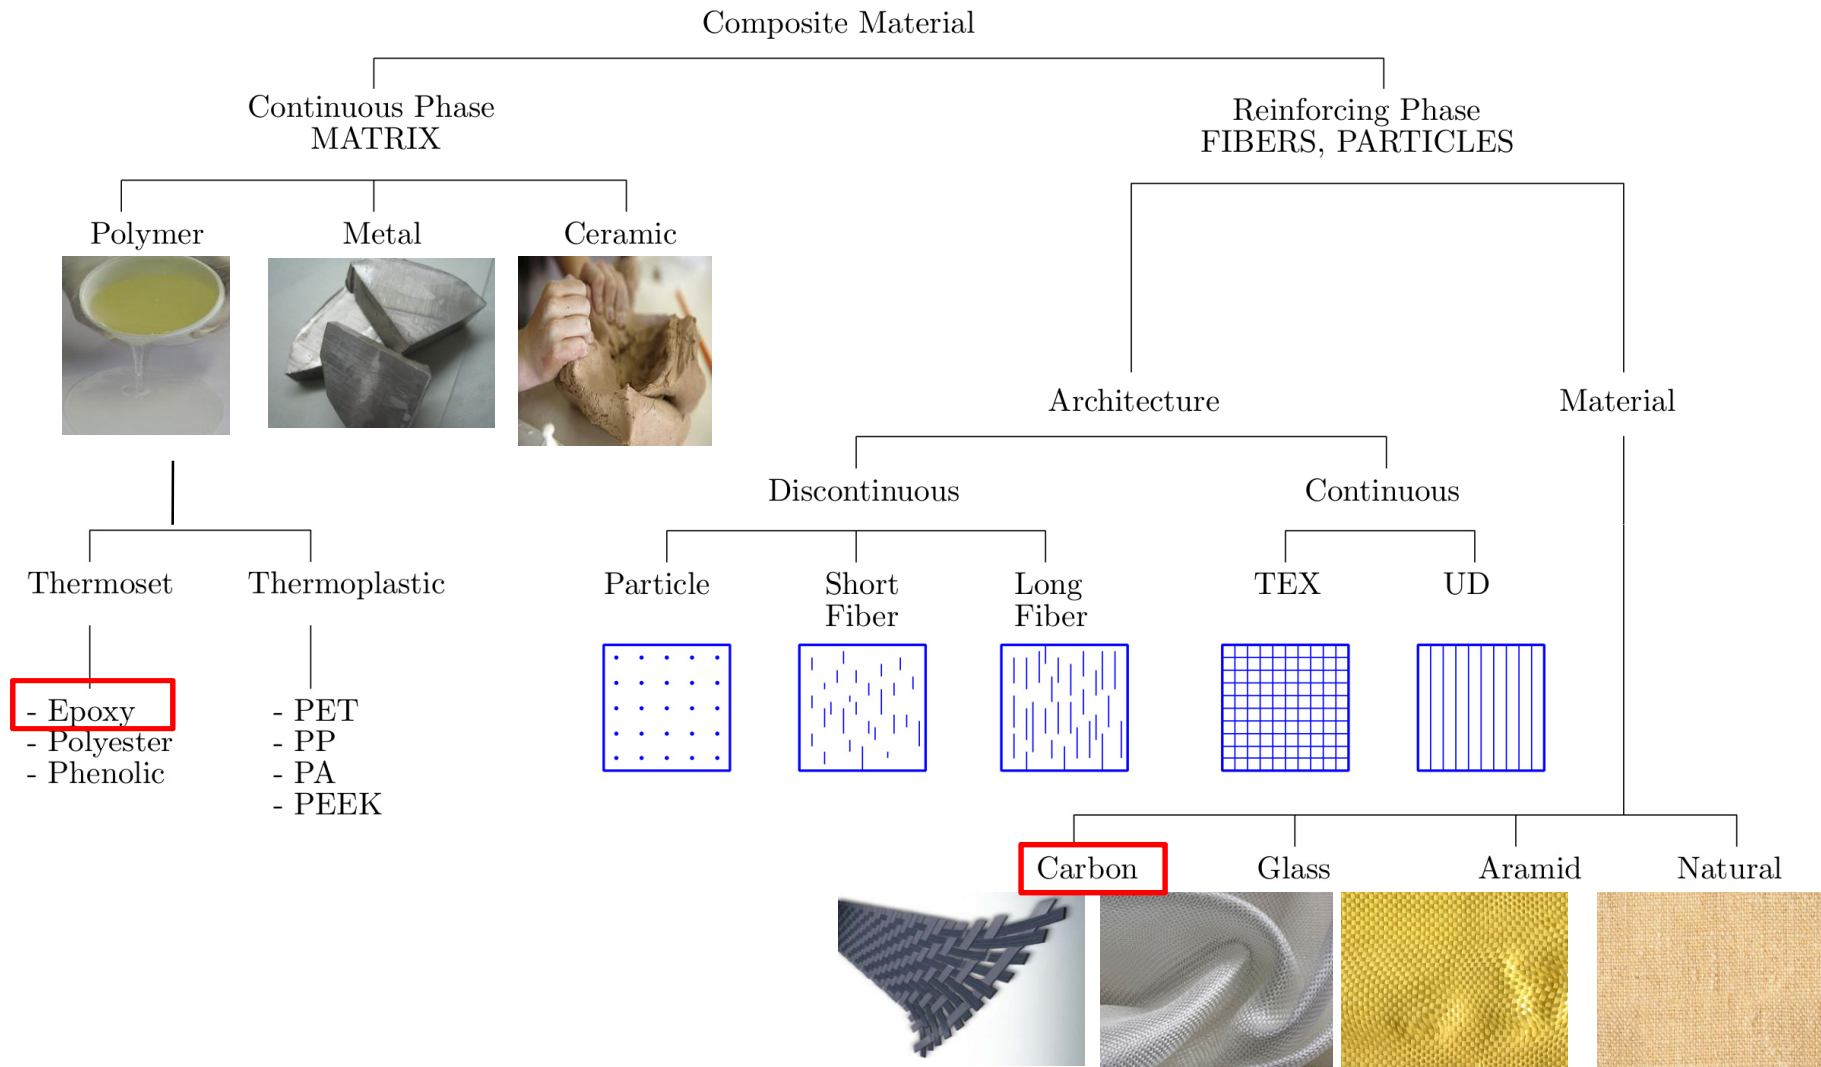 Composite Material
Continuous Phase
MATRIX
Reinforcing Phase
FIBERS, PARTICLES
Polymer
Metal
Ceramic
Architecture
Material
Discontinuous
Continuous
Thermoset
Thermoplastic
Particle
Short
Fiber
Long
Fiber
TEX
UD
- Epoxy
- Polyester
- Phenolic
- PET
- PP
- PA
- PEEK
Carbon
Glass
Aramid
Natural